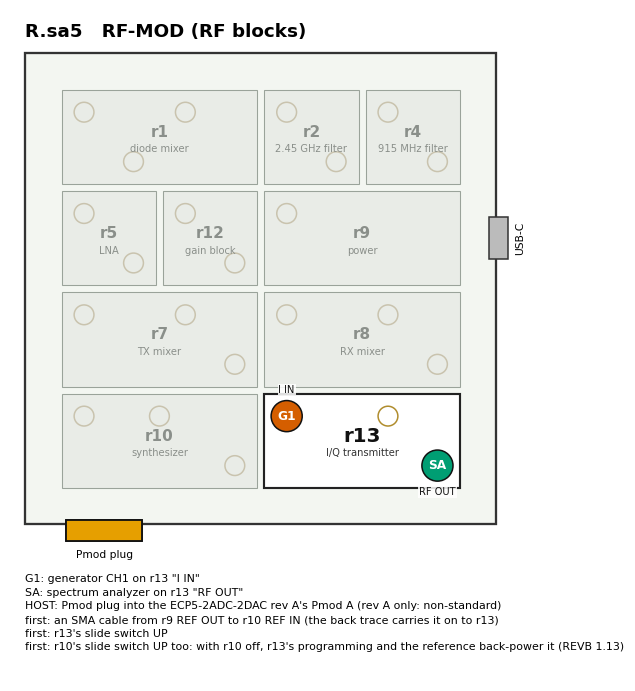 R.sa5 RF-MOD (RF blocks)
r1
diode mixer
r2
2.45 GHz filter
r4
915 MHz filter
r5
LNA
r12
gain block
r9
power
USB-C
r7
TX mixer
r8
RX mixer
r10
synthesizer
I IN
G1
r13
I/Q transmitter
SA
RF OUT
Pmod plug
G1: generator CH1 on r13 "I IN"
SA: spectrum analyzer on r13 "RF OUT"
HOST: Pmod plug into the ECP5-2ADC-2DAC rev A's Pmod A (rev A only: non-standard)
first: an SMA cable from r9 REF OUT to r10 REF IN (the back trace carries it on to r13)
first: r13's slide switch UP
first: r10's slide switch UP too: with r10 off, r13's programming and the reference back-power it (REVB 1.13)